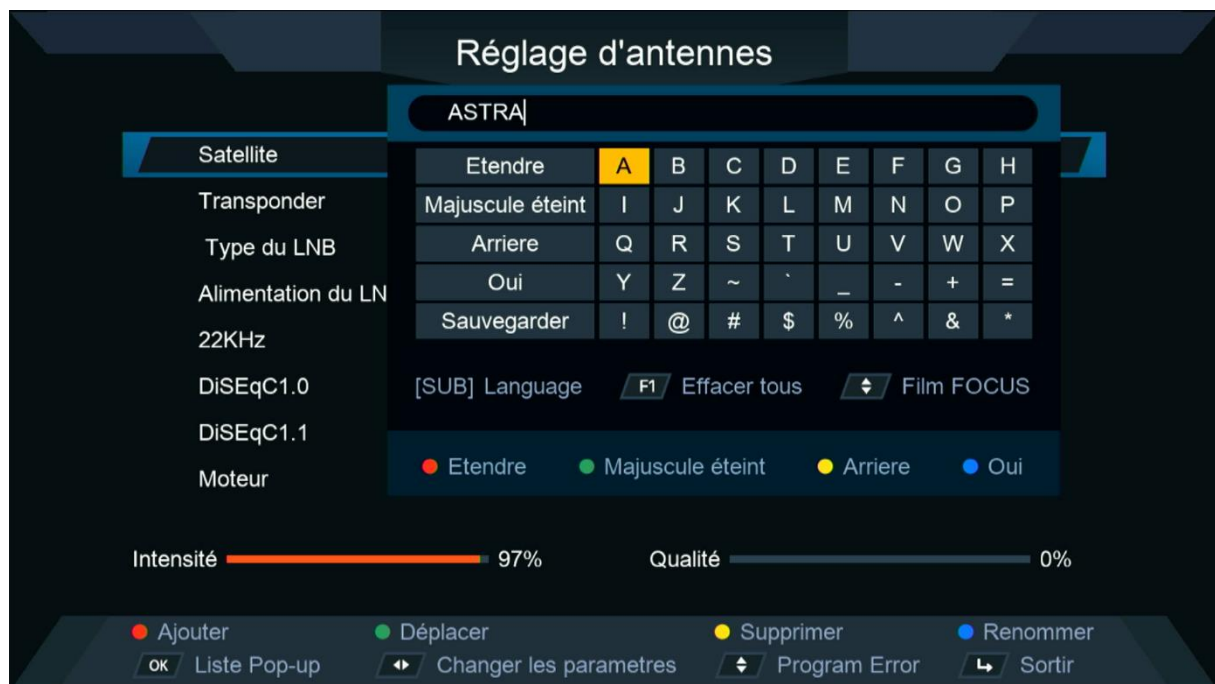 Réglage d'antennes
ASTRA
Satellite
Transponder
Type du LNB
Alimentation du LN
22KHz
DiSEqC1.0
DiSEqC1.1
Moteur
Etendre A B C D E F G H
Majuscule éteint I J K L M N O P
Arriere Q R S T U V W X
Oui Y Z ~ ` _ - + =
Sauvegarder ! @ # $ % ^ & *
[SUB] Language F1 Effacer tous Film FOCUS
Etendre Majuscule éteint Arriere Oui
Intensité 97% Qualité 0%
Ajouter Déplacer Supprimer Renommer
OK Liste Pop-up Changer les parametres Program Error Sortir